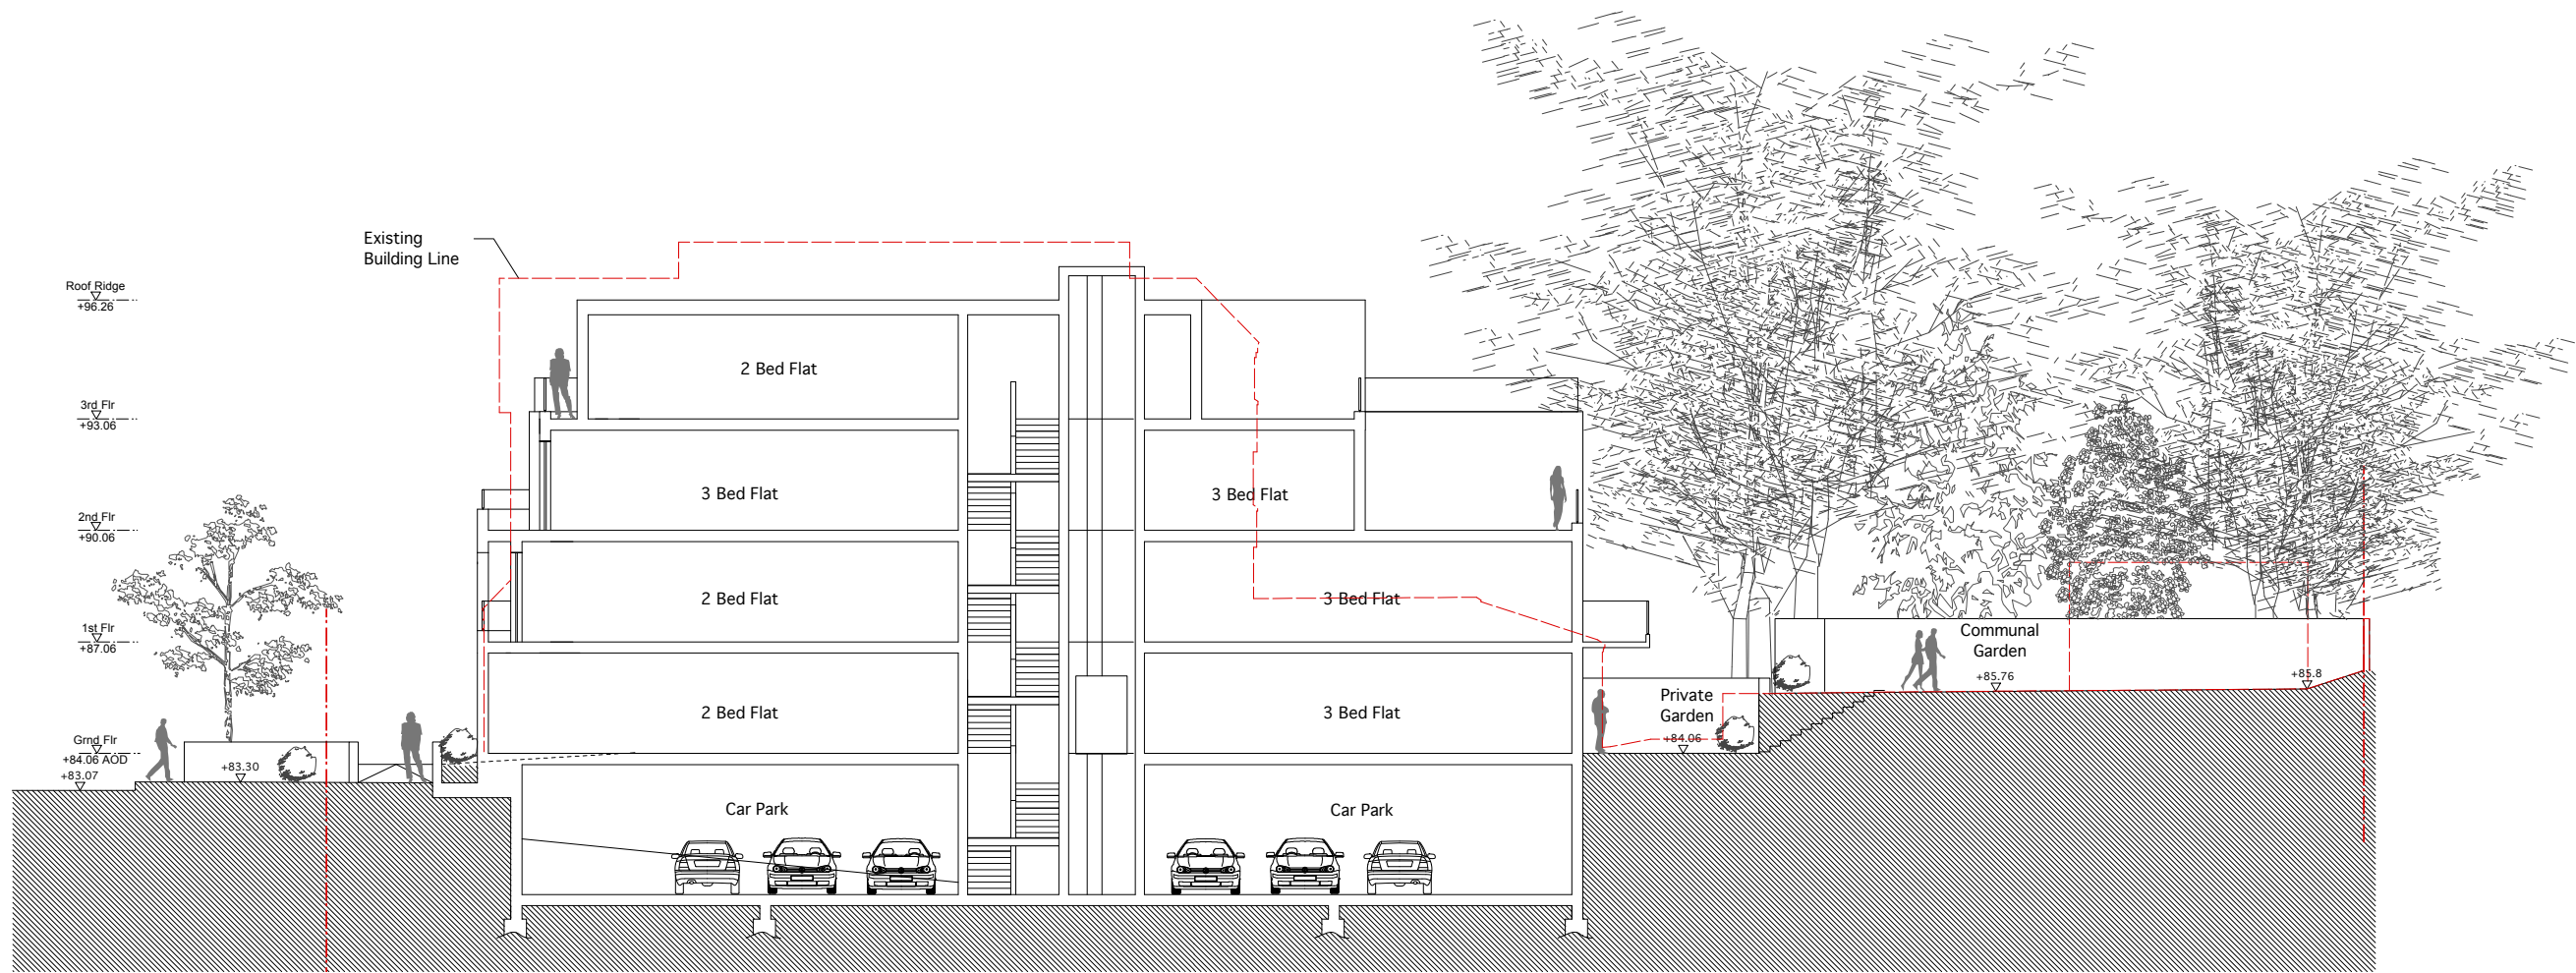 Existing
Building Line
Roof Ridge
+96.26
2 Bed Flat
3rd Flr
+93.06
3 Bed Flat
3 Bed Flat
2nd Flr
+90.06
2 Bed Flat
3 Bed Flat
1st Flr
+87.06
Communal
Garden
+85.76
+85.8
2 Bed Flat
3 Bed Flat
Private
Garden
+84.06
Grnd Flr
+84.06 AOD
+83.07
+83.30
Car Park
Car Park